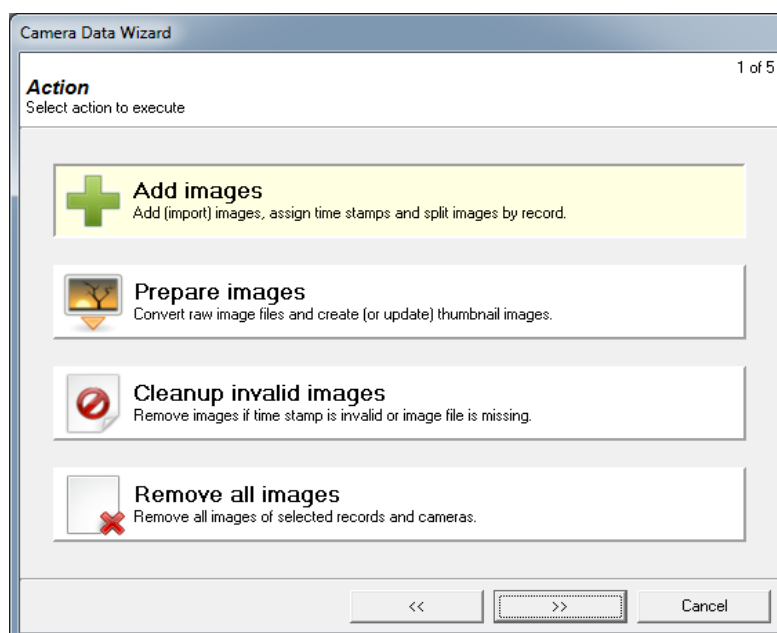 Camera Data Wizard
1 of 5
Action
Select action to execute
Add images
Add (import) images, assign time stamps and split images by record.
Prepare images
Convert raw image files and create (or update) thumbnail images.
Cleanup invalid images
Remove images if time stamp is invalid or image file is missing.
Remove all images
Remove all images of selected records and cameras.
<< >> Cancel